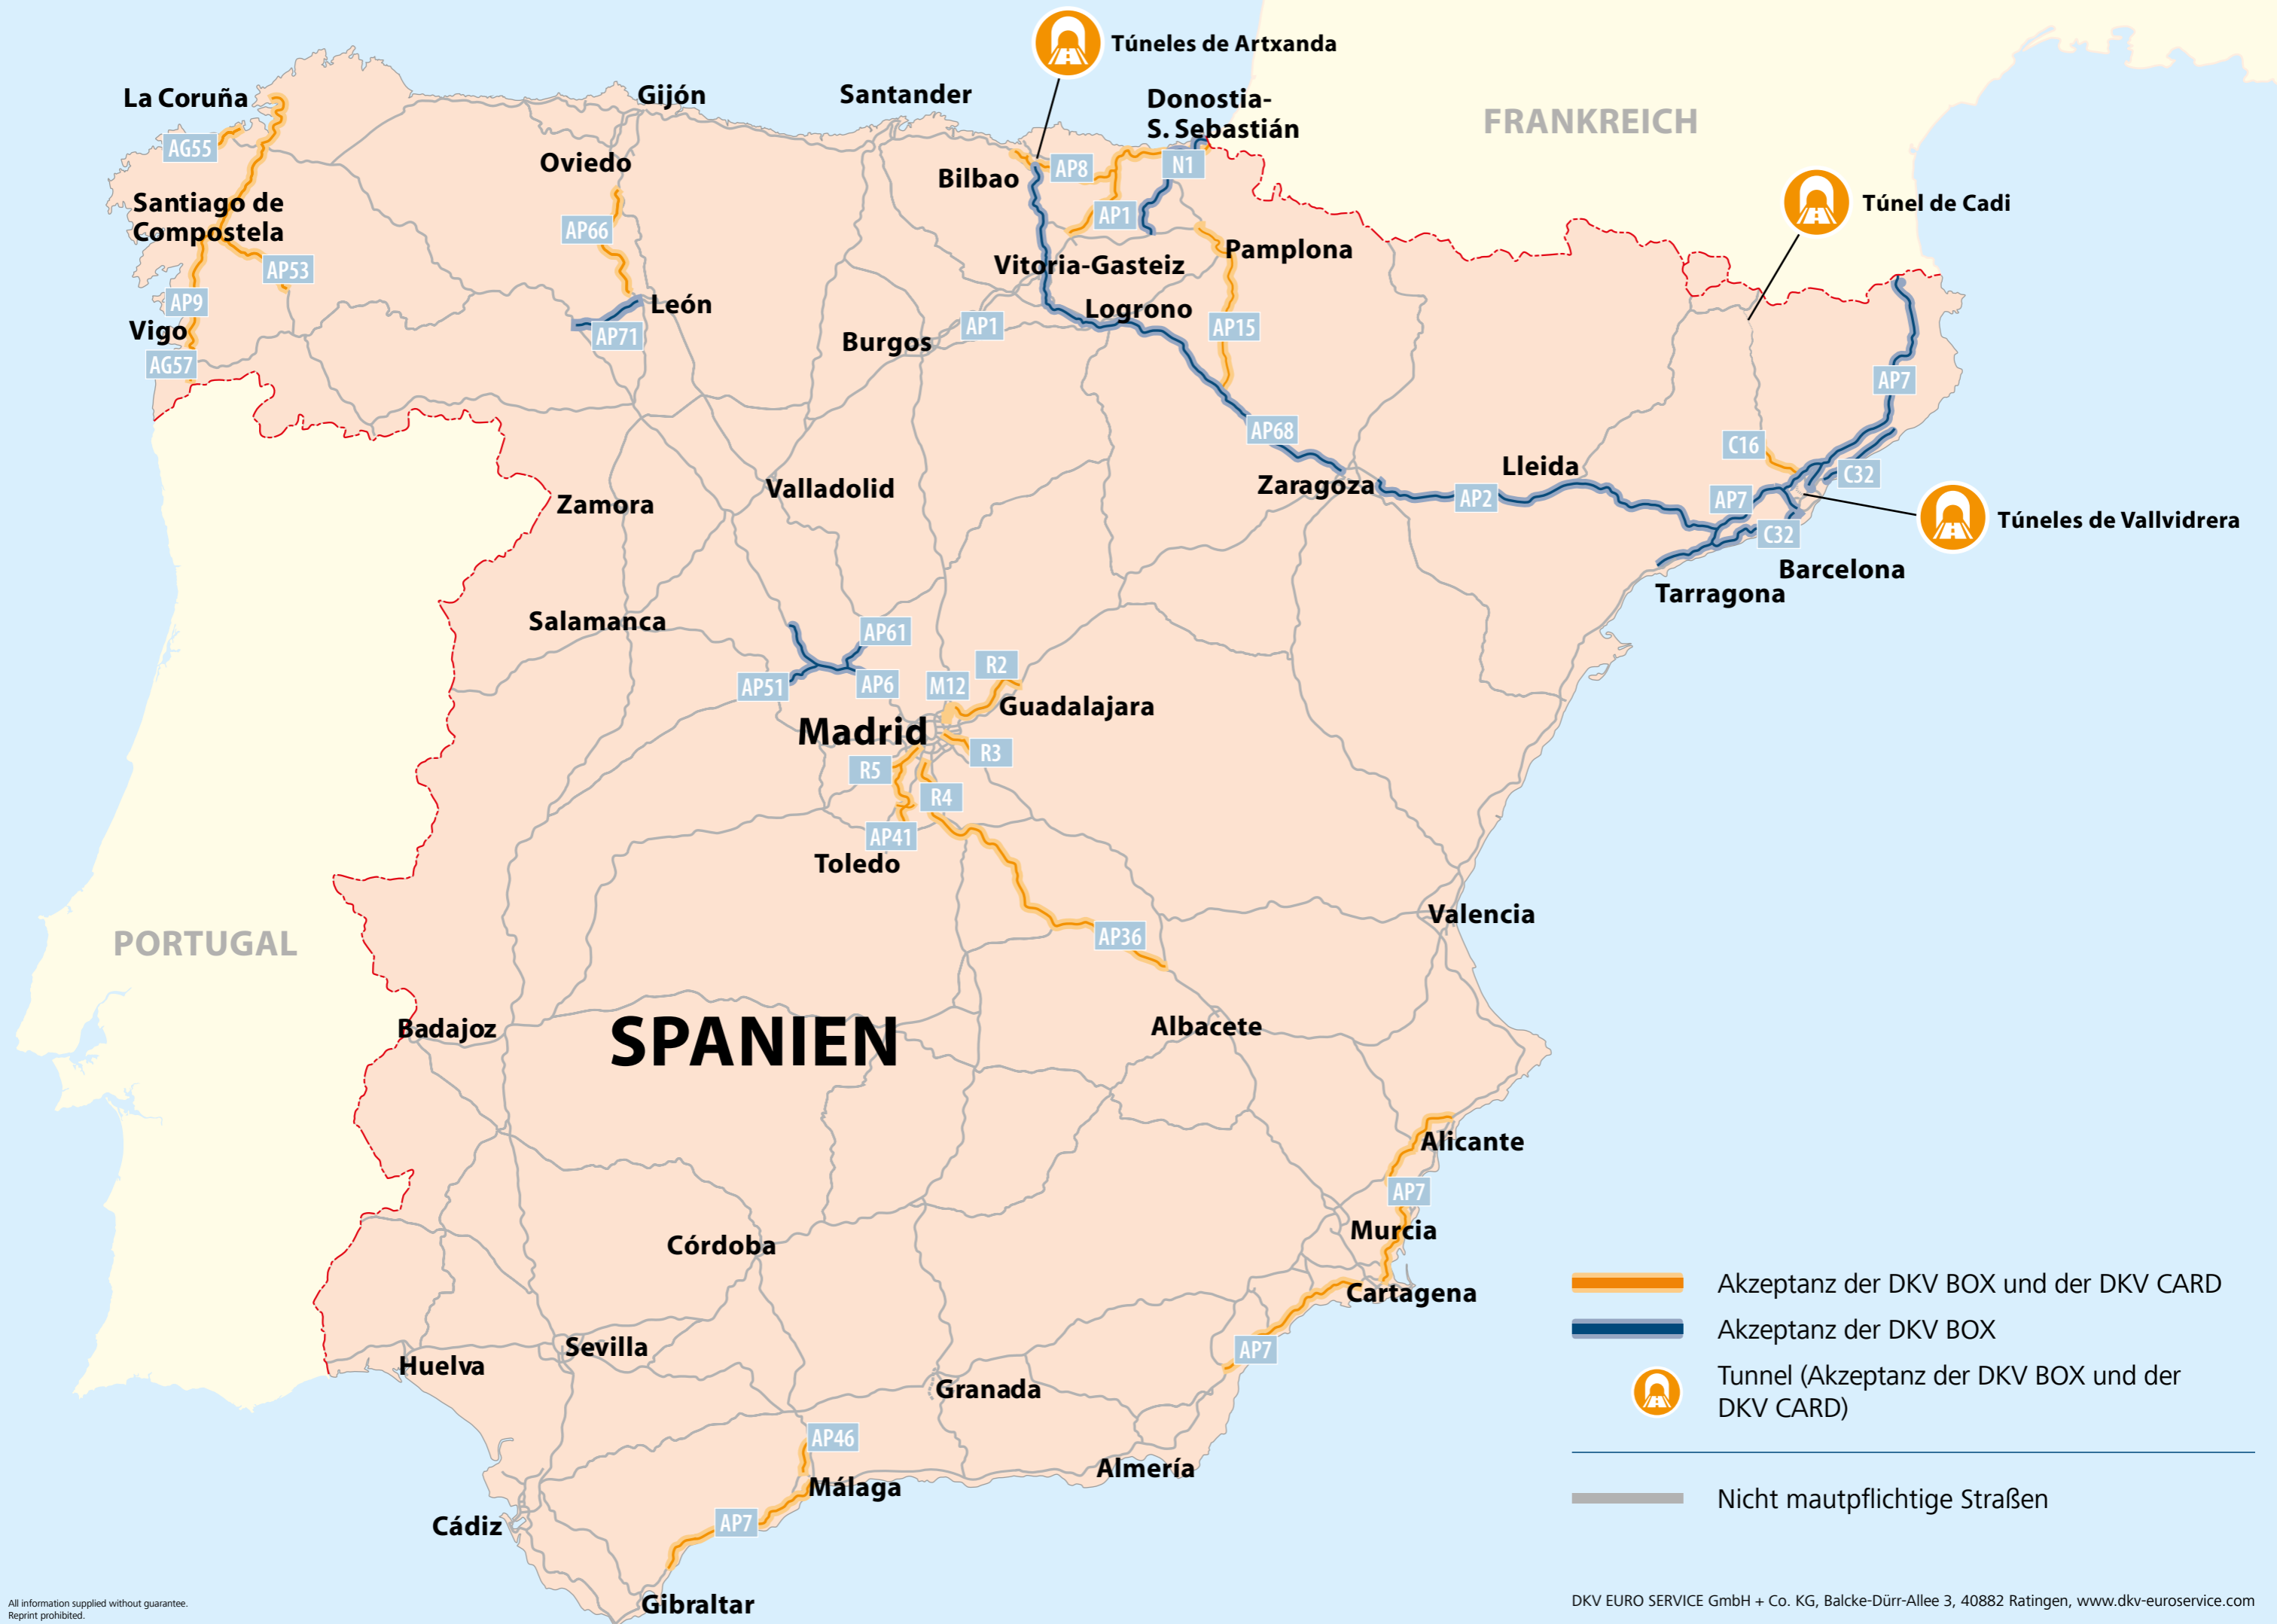 Túneles de Artxanda
La Coruña
Gijón
Santander
Donostia-
S. Sebastián
FRANKREICH
AG55
Oviedo
Bilbao
AP8
N1
Santiago de
Compostela
Túnel de Cadi
AP66
AP1
Pamplona
AP53
Vitoria-Gasteiz
AP9
León
Logrono
Vigo
AP71
Burgos
AP1
AP15
AG57
AP7
AP68
C16
Lleida
C32
Zaragoza
AP2
AP7
Valladolid
Zamora
Túneles de Vallvidrera
C32
Barcelona
Tarragona
Salamanca
AP61
R2
AP51
AP6
M12
Guadalajara
Madrid
R3
R5
R4
AP41
Toledo
Valencia
PORTUGAL
AP36
Badajoz
SPANIEN
Albacete
Alicante
AP7
Murcia
Córdoba
Cartagena
Sevilla
AP7
Huelva
Granada
AP46
Almería
Málaga
AP7
Cádiz
Gibraltar
Akzeptanz der DKV BOX und der DKV CARD
Akzeptanz der DKV BOX
Tunnel (Akzeptanz der DKV BOX und der
DKV CARD)
Nicht mautpflichtige Straßen
All information supplied without guarantee.
Reprint prohibited.
DKV EURO SERVICE GmbH + Co. KG, Balcke-Dürr-Allee 3, 40882 Ratingen, www.dkv-euroservice.com